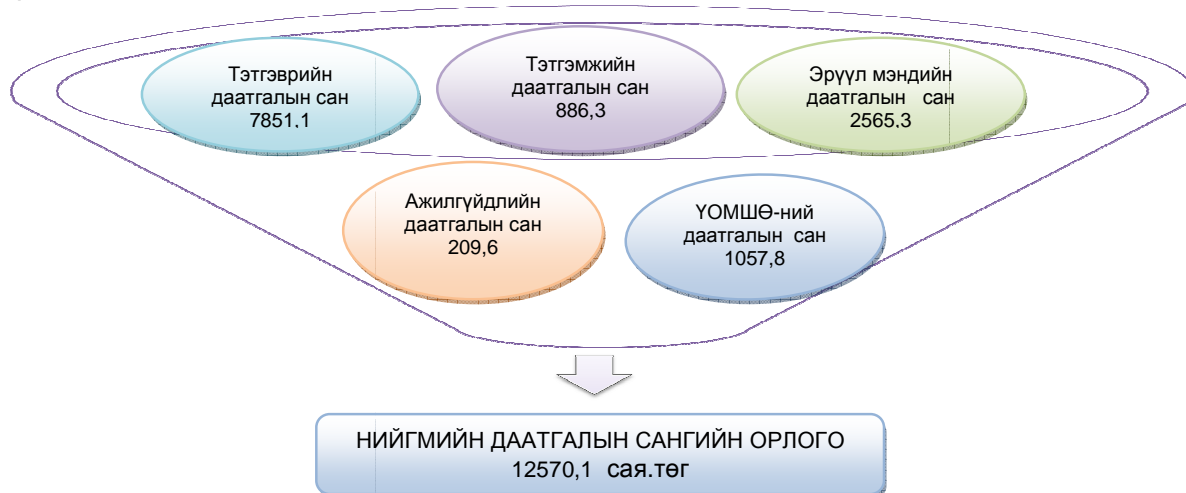 Тэтгэврийн
даатгалын сан
7851,1
Тэтгэмжийн
даатгалын сан
886,3
Эрүүл мэндийн
даатгалын сан
2565,3
Ажилгүйдлийн
даатгалын сан
209,6
ҮОМШӨ-ний
даатгалын сан
1057,8
НИЙГМИЙН ДААТГАЛЫН САНГИЙН ОРЛОГО
12570,1 сая.төг